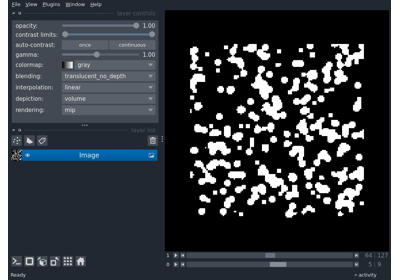 File View Plugins Window Help
layer controls
opacity: 1.00
contrast limits:
auto-contrast: once continuous
gamma: 1.00
colormap: gray
blending: translucent_no_depth
interpolation: linear
depiction: volume
rendering: mip
layer list
Image
1 64 127
0 5 9
Ready activity